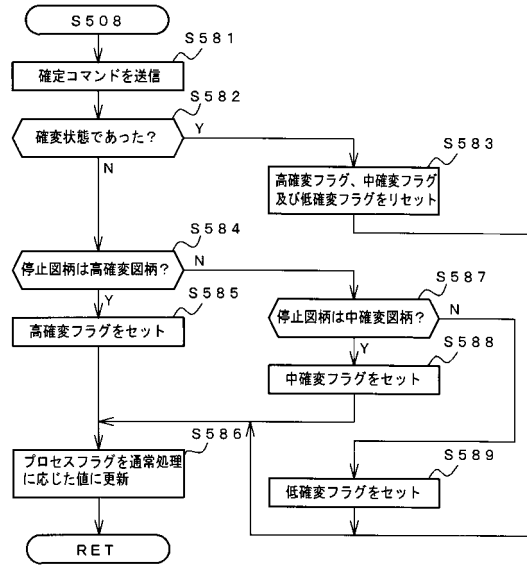 S508
S581
確定コマンドを送信
S582
確変状態であった?
Y
N
S583
高確変フラグ、中確変フラグ
及び低確変フラグをリセット
S584
停止図柄は高確変図柄?
N
Y
S585
高確変フラグをセット
S587
停止図柄は中確変図柄?
N
Y
S588
中確変フラグをセット
S586
プロセスフラグを通常処理
に応じた値に更新
S589
低確変フラグをセット
RET